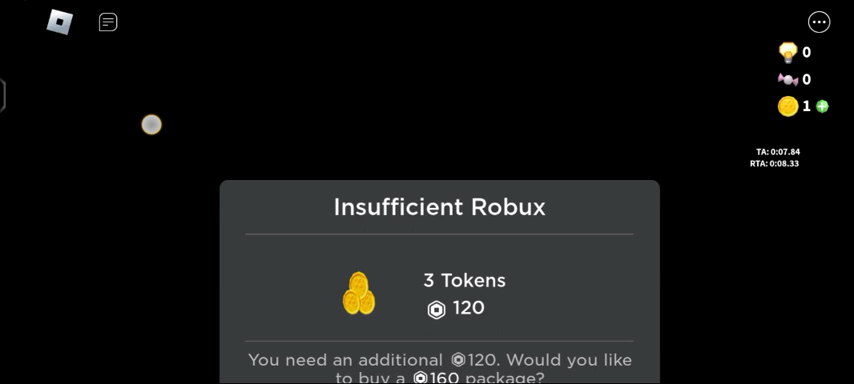 0
0
1
TA: 0:07.84
RTA: 0:08.33
Insufficient Robux
3 Tokens
120
You need an additional 120. Would you like
to buy a 160 package?